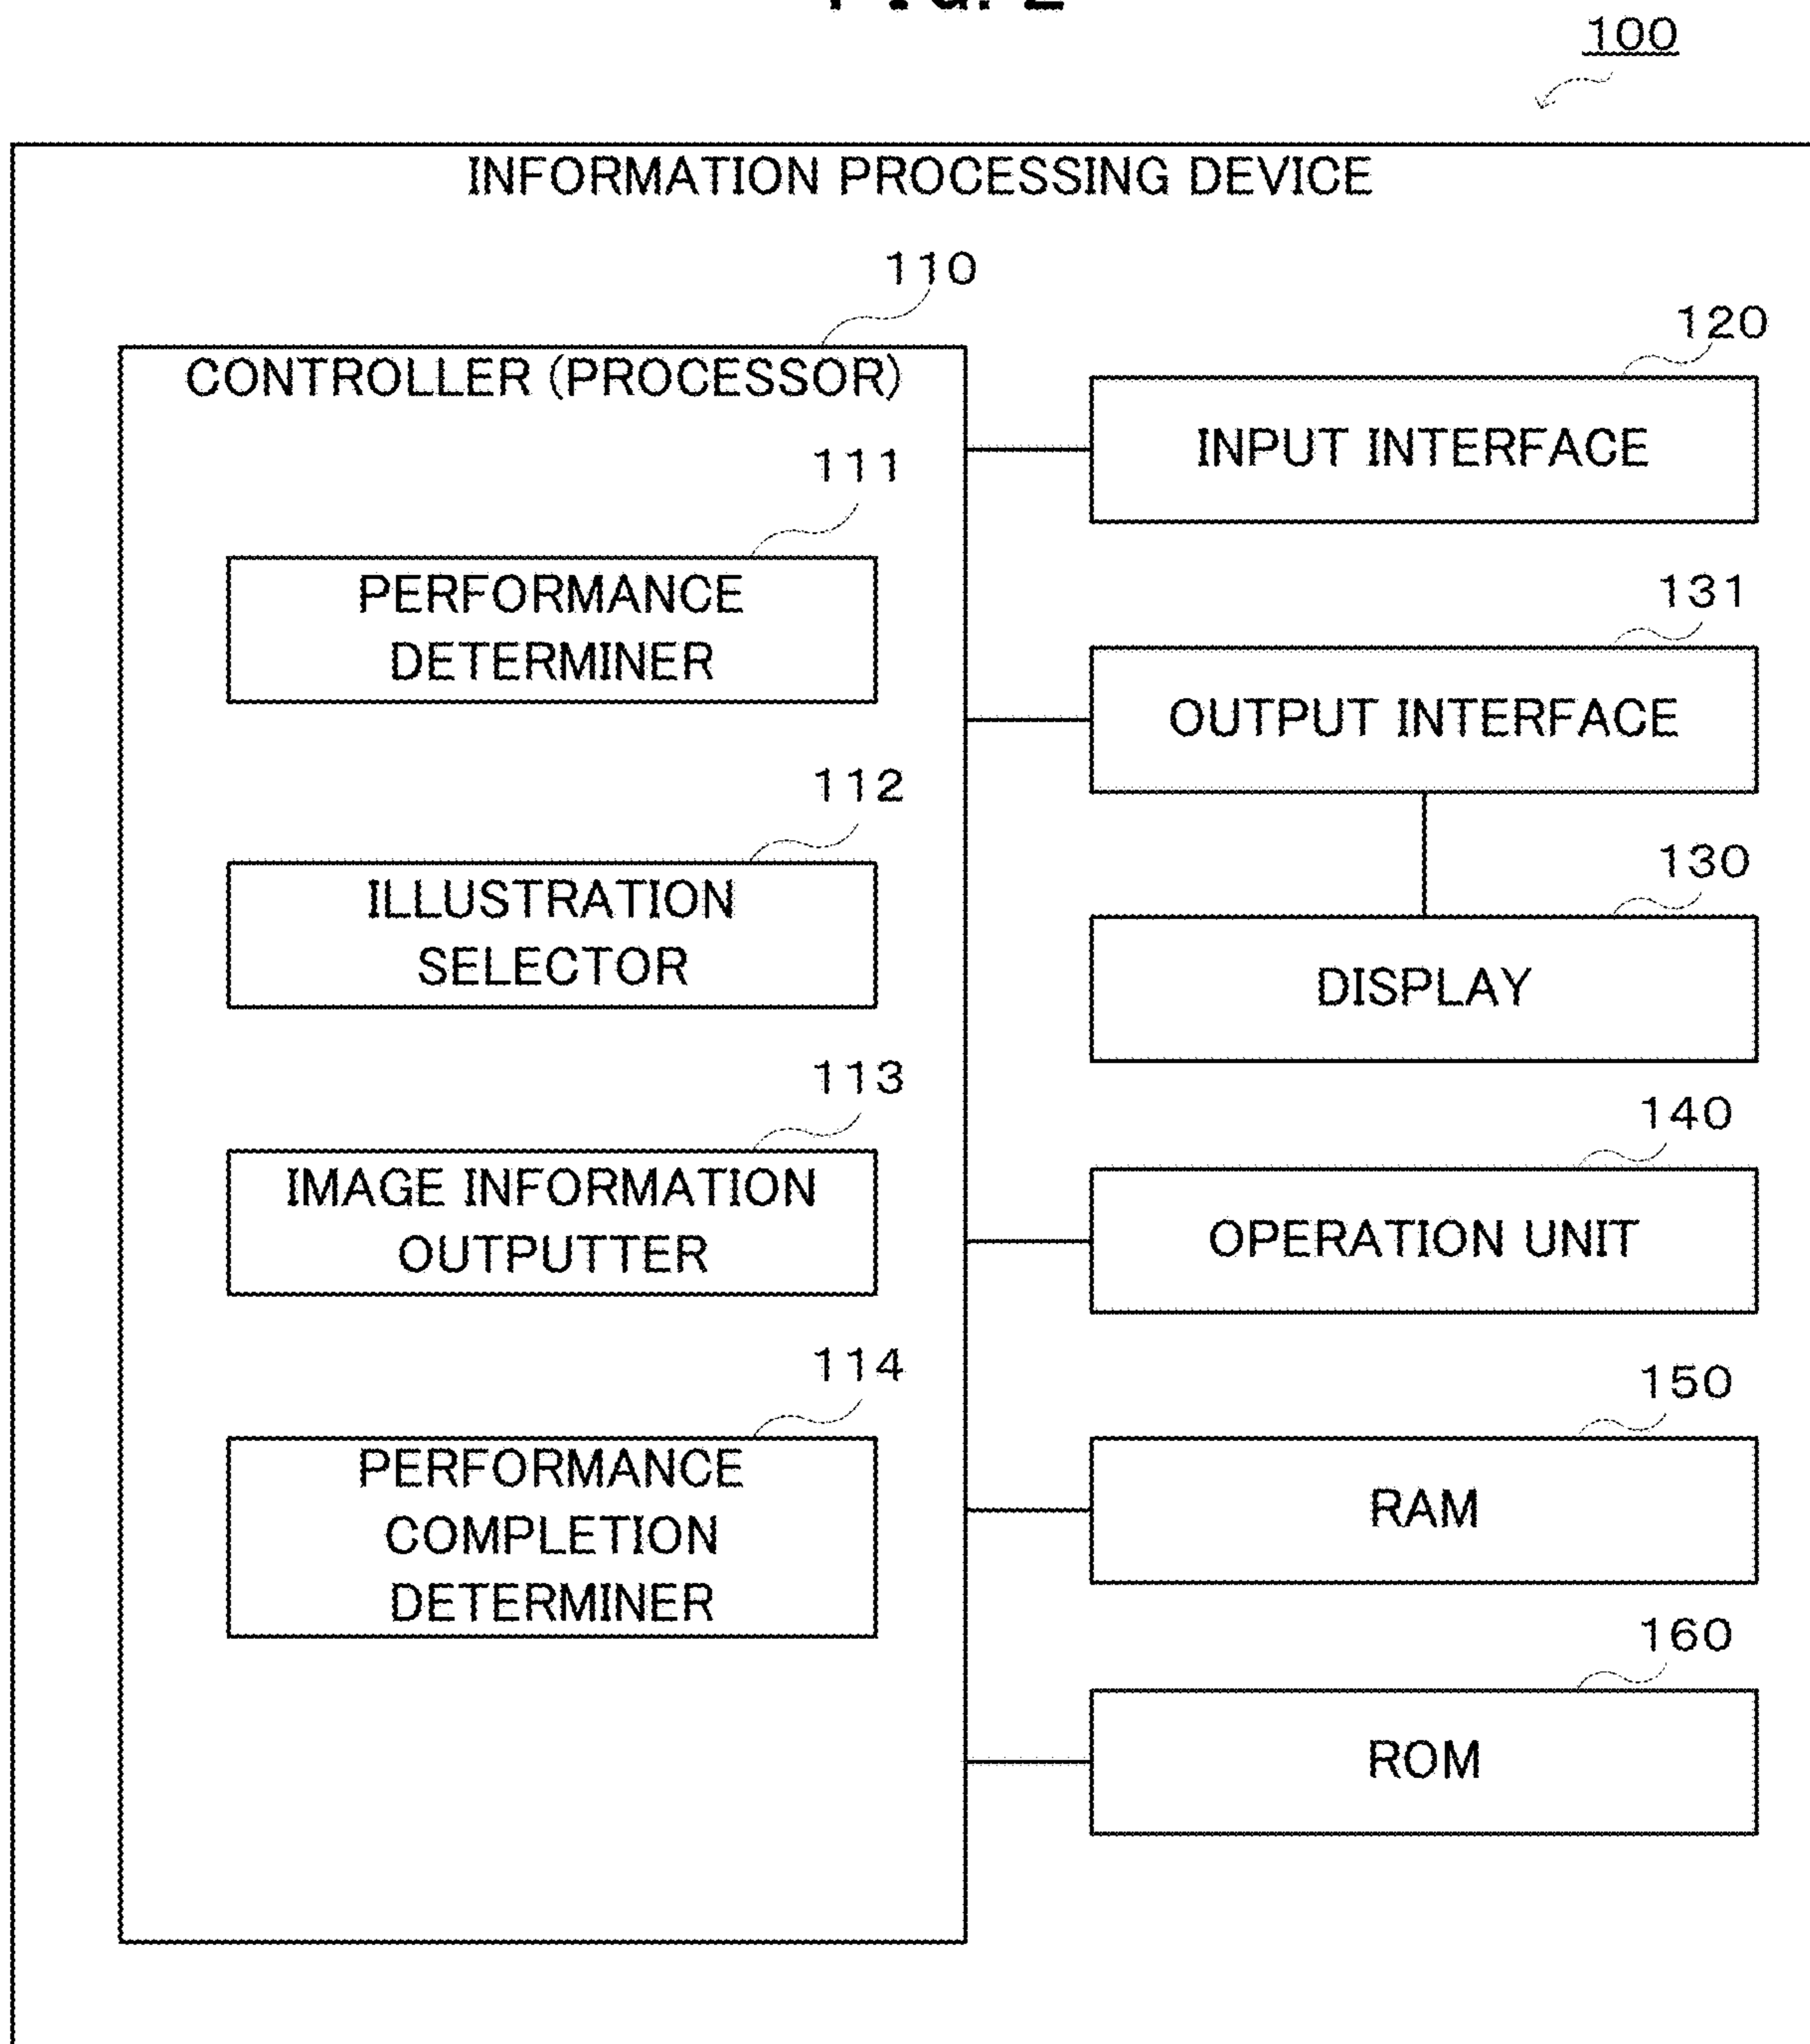 100
INFORMATION PROCESSING DEVICE
110
CONTROLLER (PROCESSOR)
111
PERFORMANCE
DETERMINER
112
ILLUSTRATION
SELECTOR
113
IMAGE INFORMATION
OUTPUTTER
114
PERFORMANCE
COMPLETION
DETERMINER
120
INPUT INTERFACE
131
OUTPUT INTERFACE
130
DISPLAY
140
OPERATION UNIT
150
RAM
160
ROM